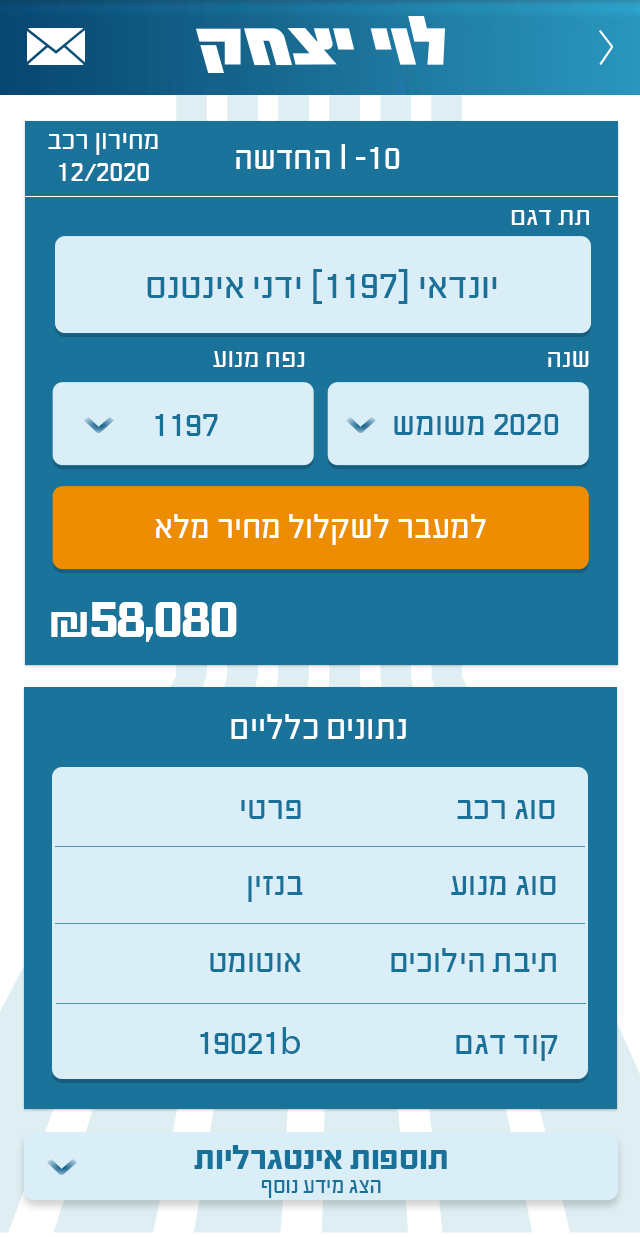 לוי יצחק
מחירון רכב
12/2020
10- I החדשה
תת דגם
יונדאי [1197] ידני אינטנס
שנה
נפח מנוע
2020 משומש
1197
למעבר לשקלול מחיר מלא
₪58,080
נתונים כלליים
סוג רכב פרטי
סוג מנוע בנזין
תיבת הילוכים אוטומט
קוד דגם 19021b
תוספות אינטגרליות
הצג מידע נוסף